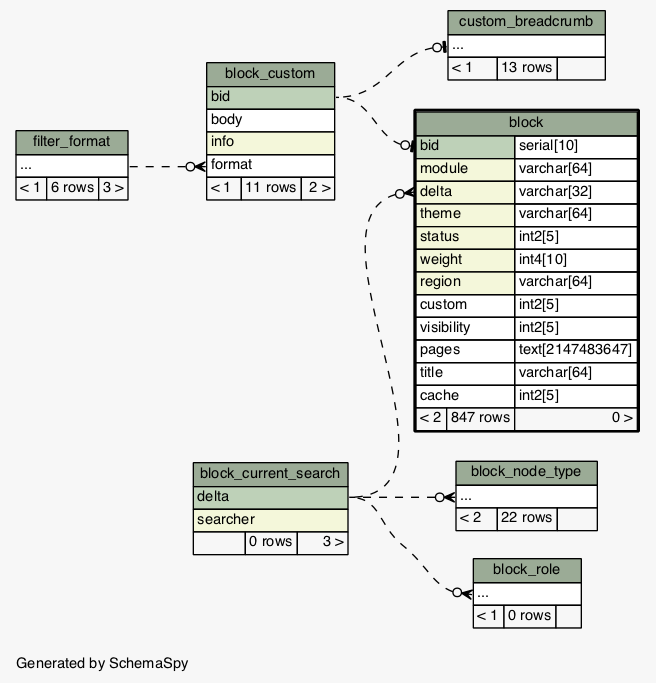 custom_breadcrumb
...
< 1 13 rows
block_custom
bid
body
info
format
< 1 11 rows 2 >
filter_format
...
< 1 6 rows 3 >
block
bid serial[10]
module varchar[64]
delta varchar[32]
theme varchar[64]
status int2[5]
weight int4[10]
region varchar[64]
custom int2[5]
visibility int2[5]
pages text[2147483647]
title varchar[64]
cache int2[5]
< 2 847 rows 0 >
block_current_search
delta
searcher
0 rows 3 >
block_node_type
...
< 2 22 rows
block_role
...
< 1 0 rows
Generated by SchemaSpy